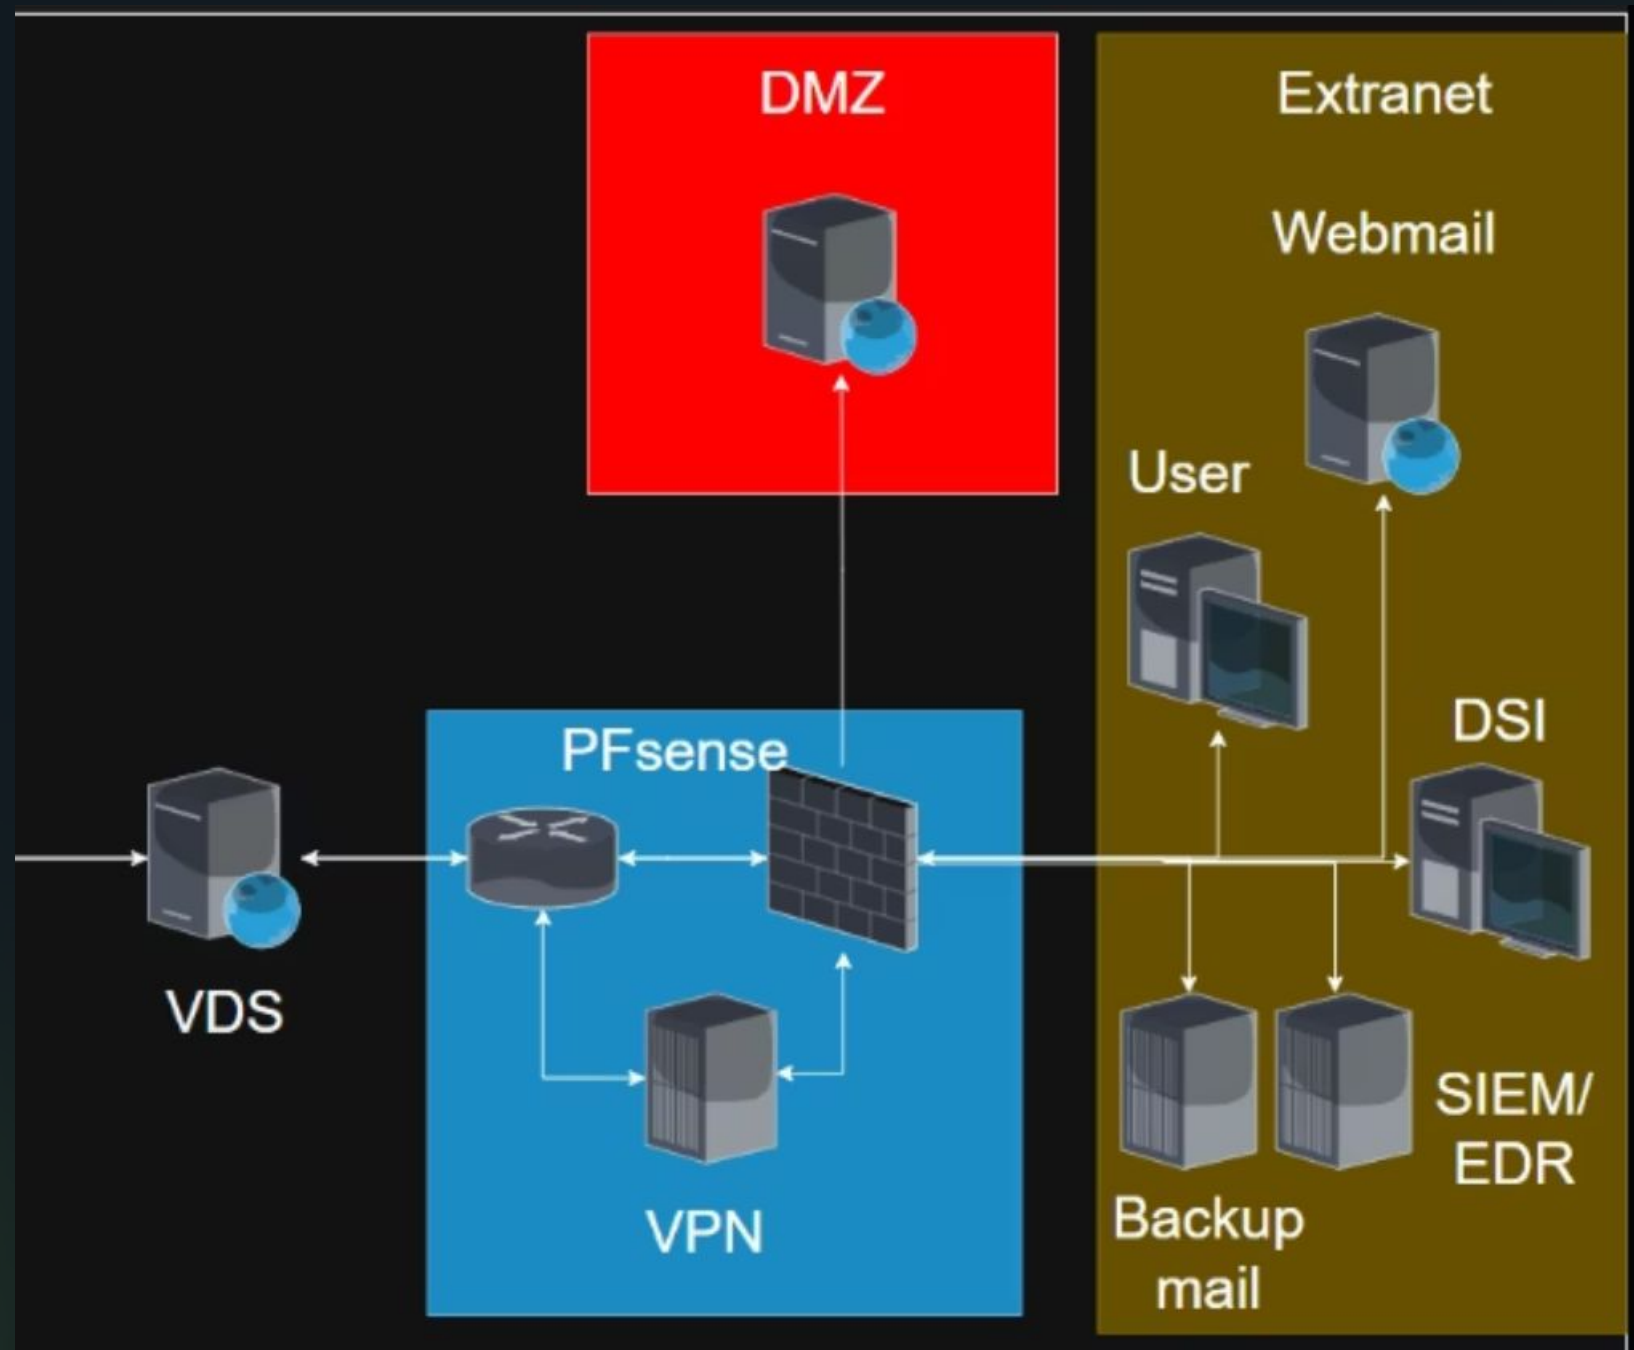 DMZ
Extranet
Webmail
User
DSI
PFsense
VDS
VPN
SIEM/
EDR
Backup
mail